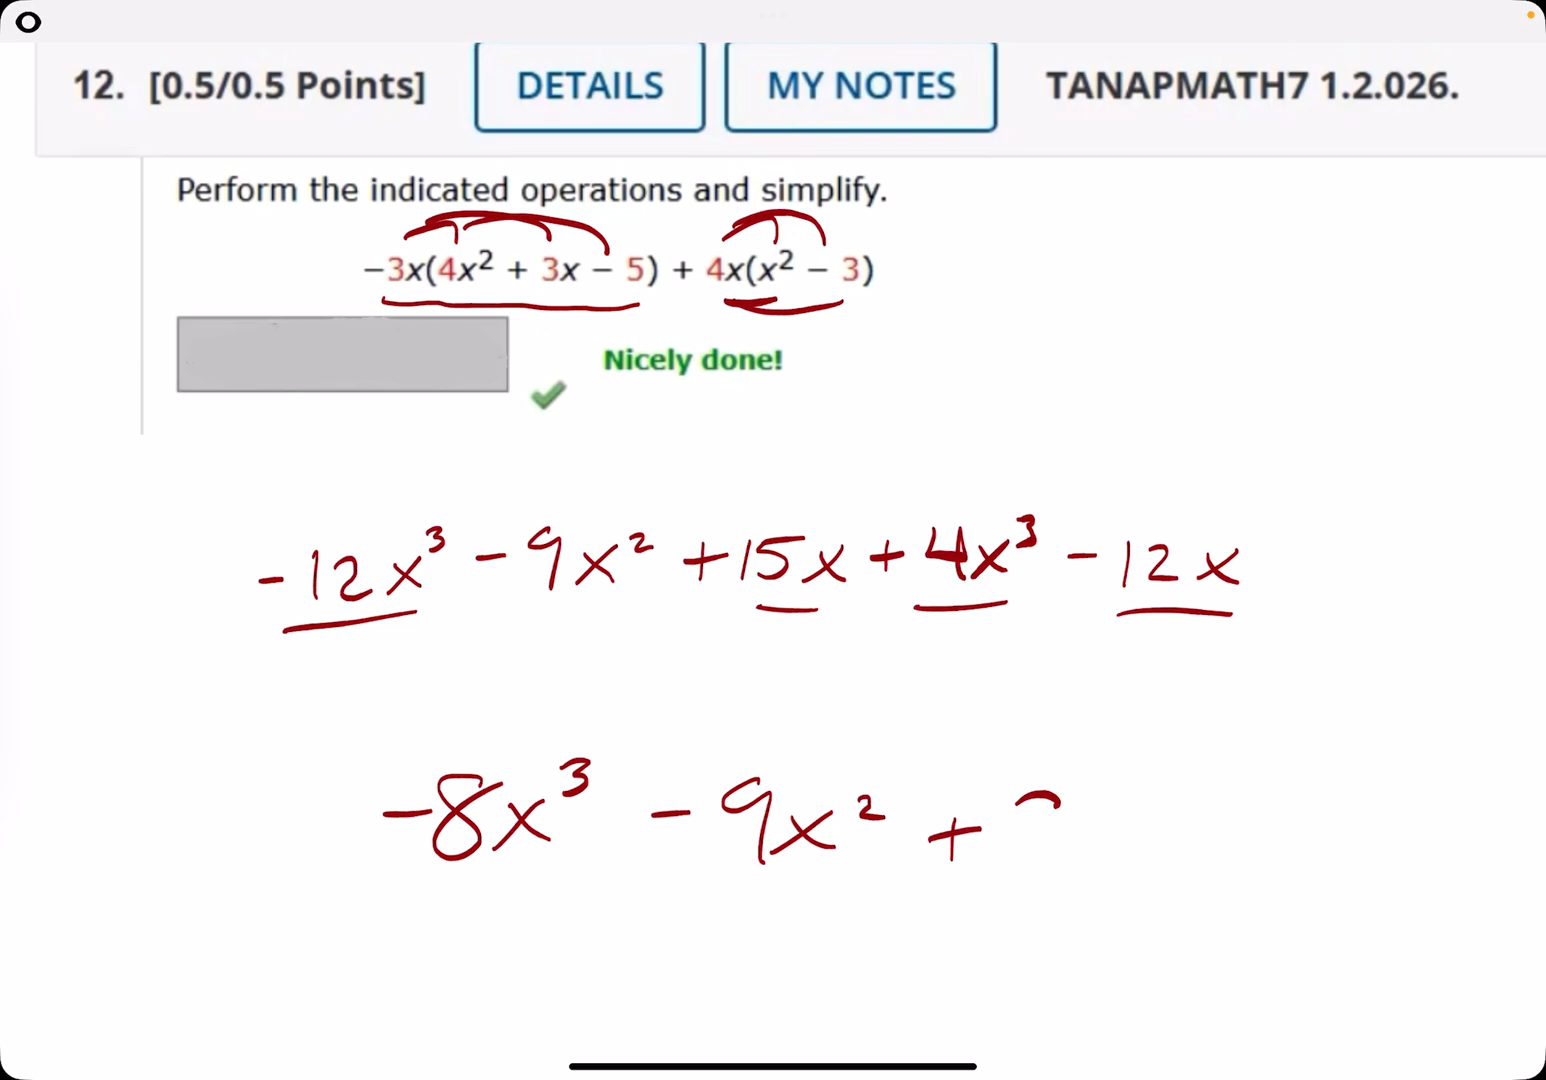 12. [0.5/0.5 Points] DETAILS MY NOTES TANAPMATH7 1.2.026.
Perform the indicated operations and simplify.
−3x(4x² + 3x − 5) + 4x(x² − 3)
Nicely done!
-12x³ - 9x² + 15x + 4x³ - 12x
-8x³ - 9x² +